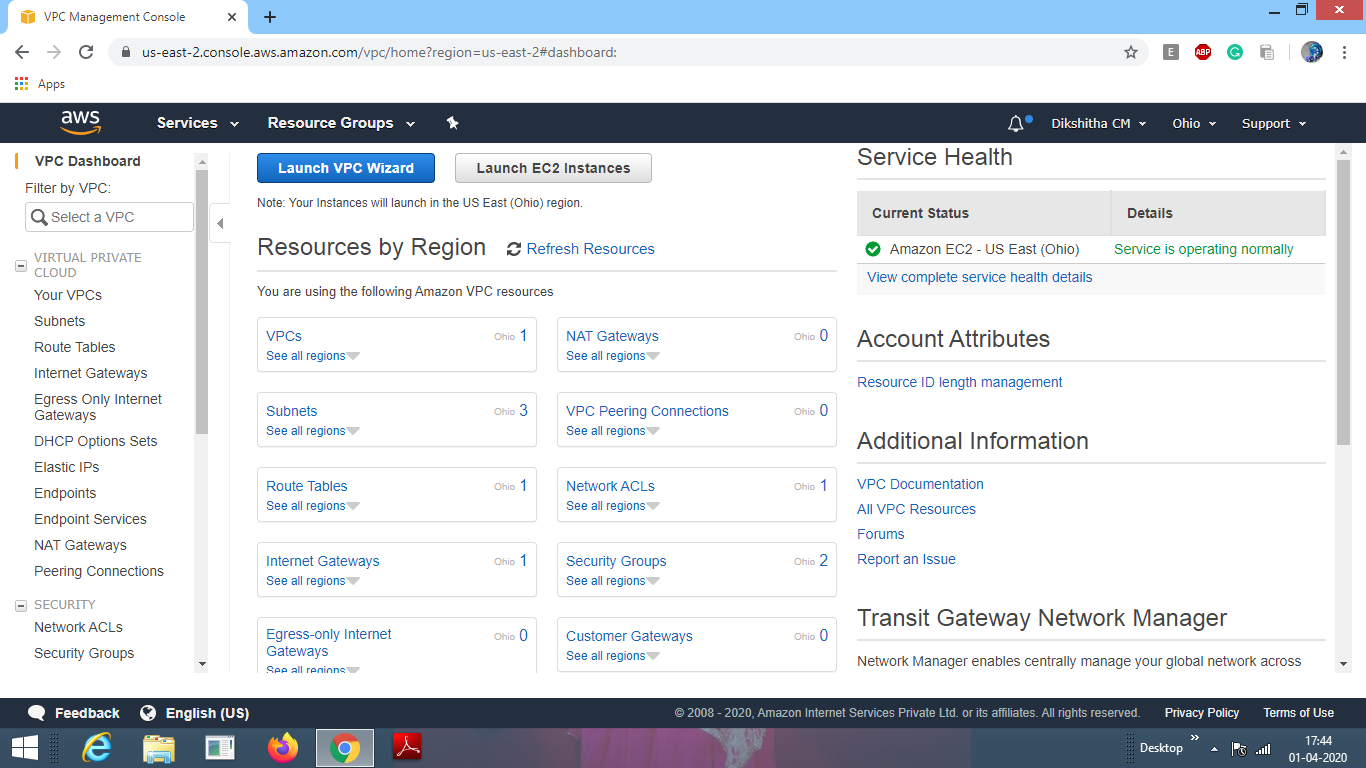 VPC Management Console
us-east-2.console.aws.amazon.com/vpc/home?region=us-east-2#dashboard:
E
ABP
G
Apps
aws
Services
Resource Groups
Dikshitha CM
Ohio
Support
VPC Dashboard
Filter by VPC:
Select a VPC
VIRTUAL PRIVATE
CLOUD
Your VPCs
Subnets
Route Tables
Internet Gateways
Egress Only Internet
Gateways
DHCP Options Sets
Elastic IPs
Endpoints
Endpoint Services
NAT Gateways
Peering Connections
SECURITY
Network ACLs
Security Groups
Launch VPC Wizard
Launch EC2 Instances
Note: Your Instances will launch in the US East (Ohio) region.
Resources by Region
Refresh Resources
You are using the following Amazon VPC resources
VPCs Ohio 1
See all regions
NAT Gateways Ohio 0
See all regions
Subnets Ohio 3
See all regions
VPC Peering Connections Ohio 0
See all regions
Route Tables Ohio 1
See all regions
Network ACLs Ohio 1
See all regions
Internet Gateways Ohio 1
See all regions
Security Groups Ohio 2
See all regions
Egress-only Internet Ohio 0
Gateways
See all regions
Customer Gateways Ohio 0
See all regions
Service Health
Current Status Details
Amazon EC2 - US East (Ohio) Service is operating normally
View complete service health details
Account Attributes
Resource ID length management
Additional Information
VPC Documentation
All VPC Resources
Forums
Report an Issue
Transit Gateway Network Manager
Network Manager enables centrally manage your global network across
Feedback
English (US)
© 2008 - 2020, Amazon Internet Services Private Ltd. or its affiliates. All rights reserved.
Privacy Policy
Terms of Use
Desktop
17:44
01-04-2020